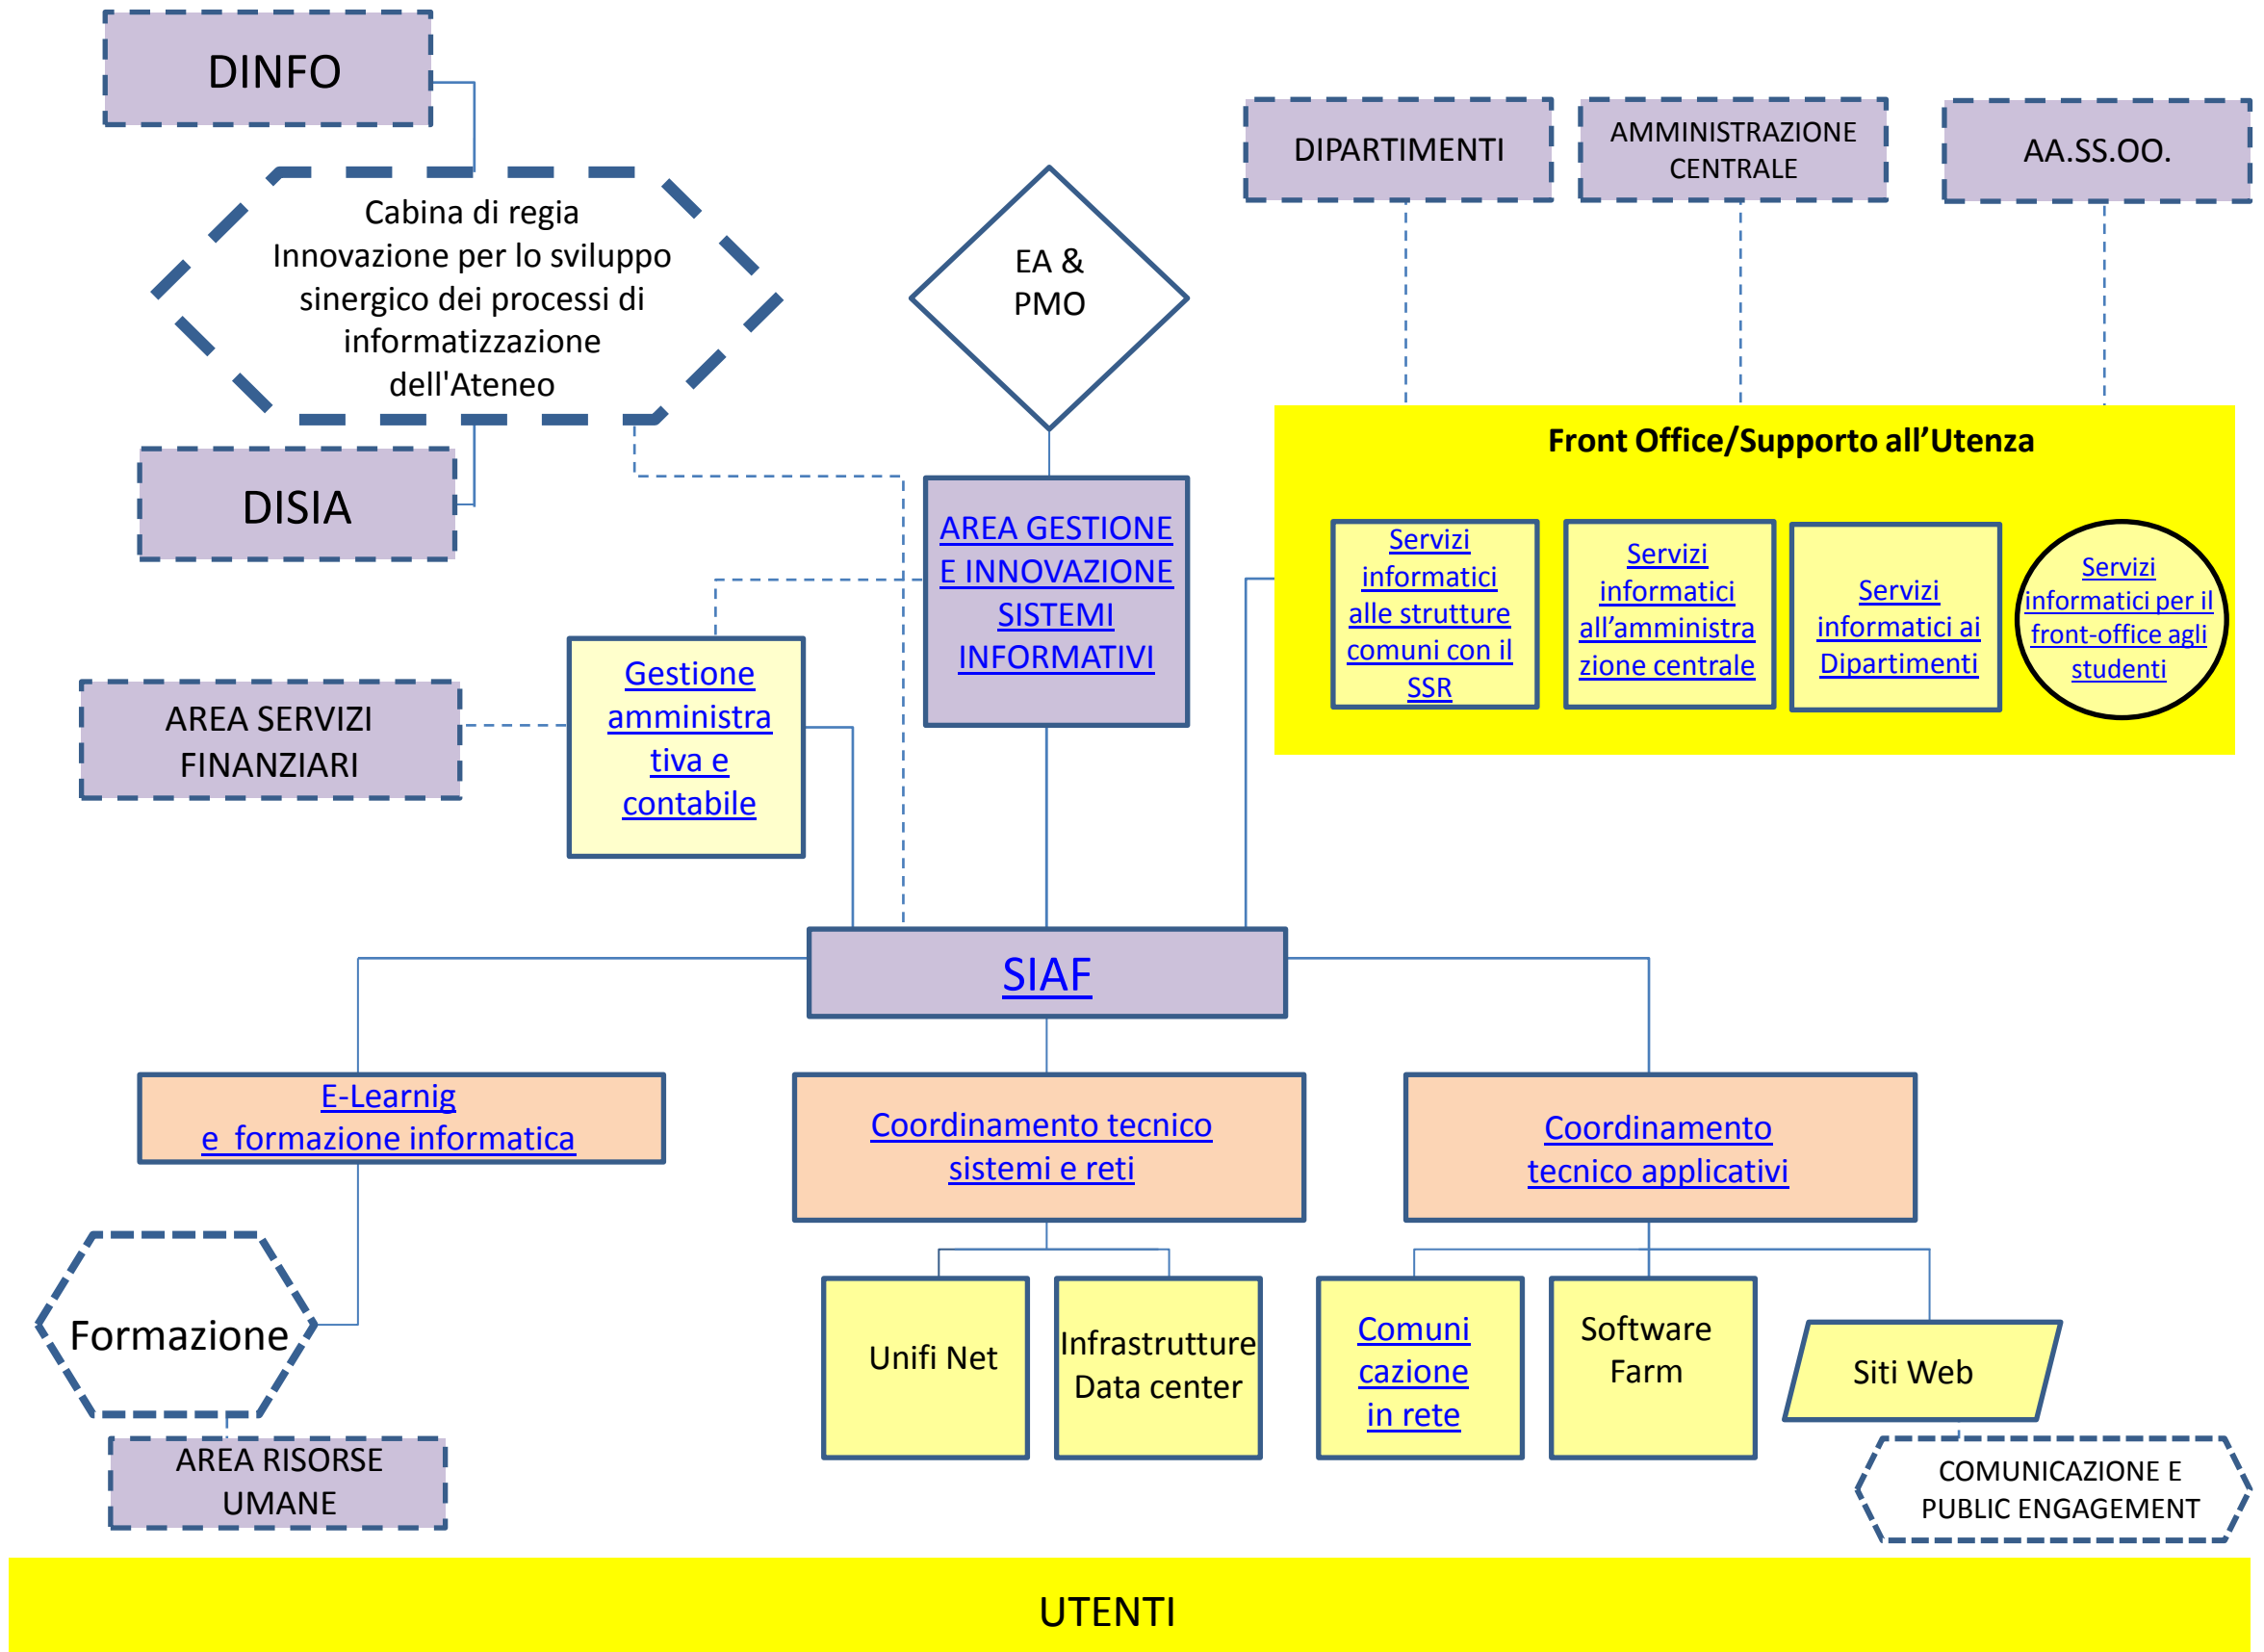 DINFO
Cabina di regia
Innovazione per lo sviluppo
sinergico dei processi di
informatizzazione
dell'Ateneo
DISIA
EA &
PMO
DIPARTIMENTI
AMMINISTRAZIONE
CENTRALE
AA.SS.OO.
Front Office/Supporto all’Utenza
Servizi
informatici
alle strutture
comuni con il
SSR
Servizi
informatici
all’amministra
zione centrale
Servizi
informatici ai
Dipartimenti
Servizi
informatici per il
front-office agli
studenti
AREA GESTIONE
E INNOVAZIONE
SISTEMI
INFORMATIVI
Gestione
amministra
tiva e
contabile
AREA SERVIZI
FINANZIARI
SIAF
E-Learnig
e  formazione informatica
Coordinamento tecnico
sistemi e reti
Coordinamento
tecnico applicativi
Formazione
AREA RISORSE
UMANE
Unifi Net
Infrastrutture
Data center
Comuni
cazione
in rete
Software
Farm
Siti Web
COMUNICAZIONE E
PUBLIC ENGAGEMENT
UTENTI